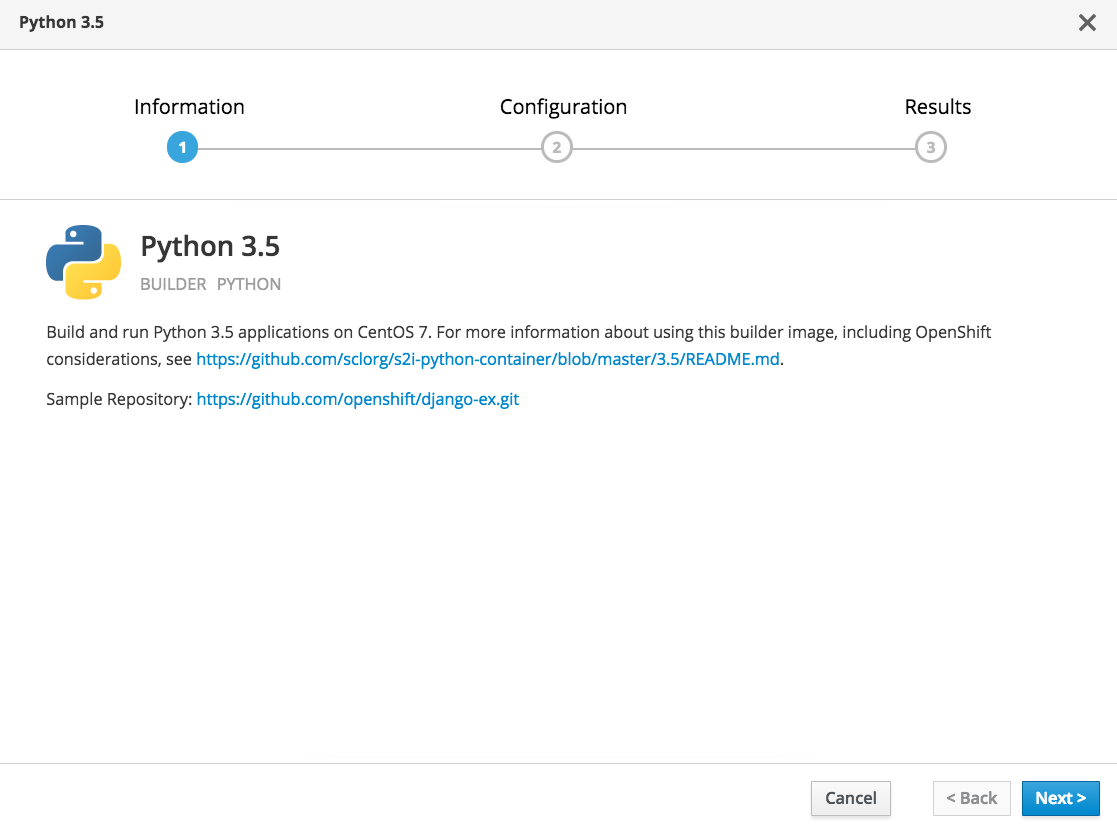 Python 3.5
Information Configuration Results
1 2 3
Python 3.5
BUILDER PYTHON
Build and run Python 3.5 applications on CentOS 7. For more information about using this builder image, including OpenShift
considerations, see https://github.com/sclorg/s2i-python-container/blob/master/3.5/README.md.
Sample Repository: https://github.com/openshift/django-ex.git
Cancel < Back Next >